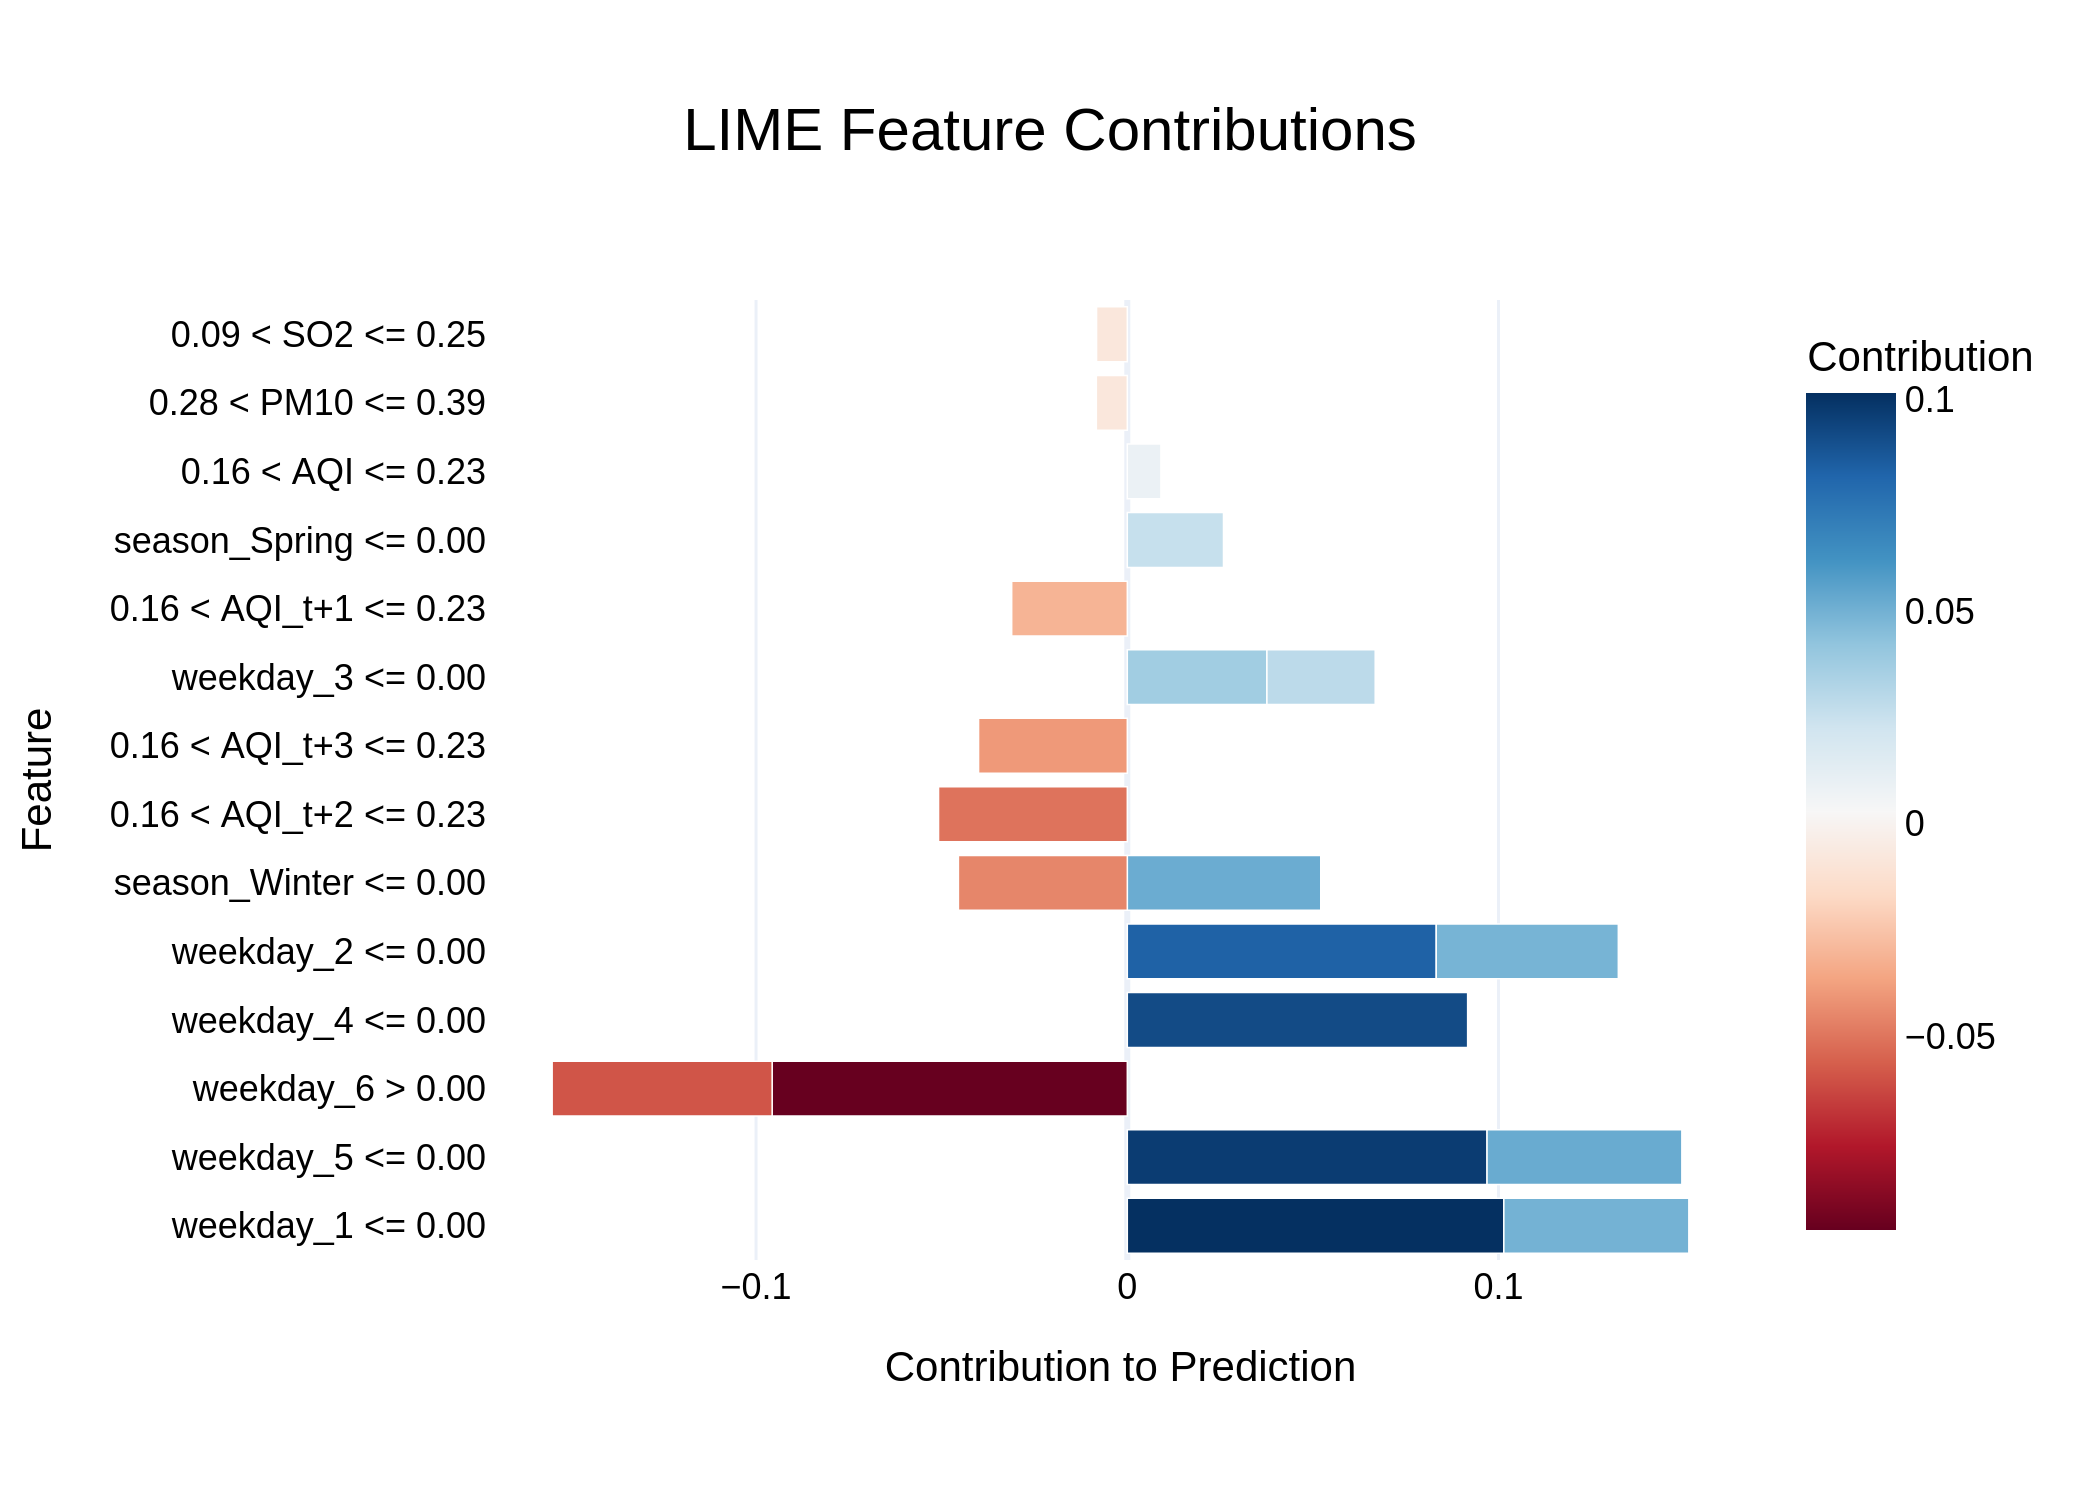 LIME Feature Contributions
0.09 < SO2 <= 0.25
0.28 < PM10 <= 0.39
0.16 < AQI <= 0.23
season_Spring <= 0.00
0.16 < AQI_t+1 <= 0.23
weekday_3 <= 0.00
0.16 < AQI_t+3 <= 0.23
0.16 < AQI_t+2 <= 0.23
season_Winter <= 0.00
weekday_2 <= 0.00
weekday_4 <= 0.00
weekday_6 > 0.00
weekday_5 <= 0.00
weekday_1 <= 0.00
Feature
−0.1
0
0.1
Contribution to Prediction
Contribution
0.1
0.05
0
−0.05